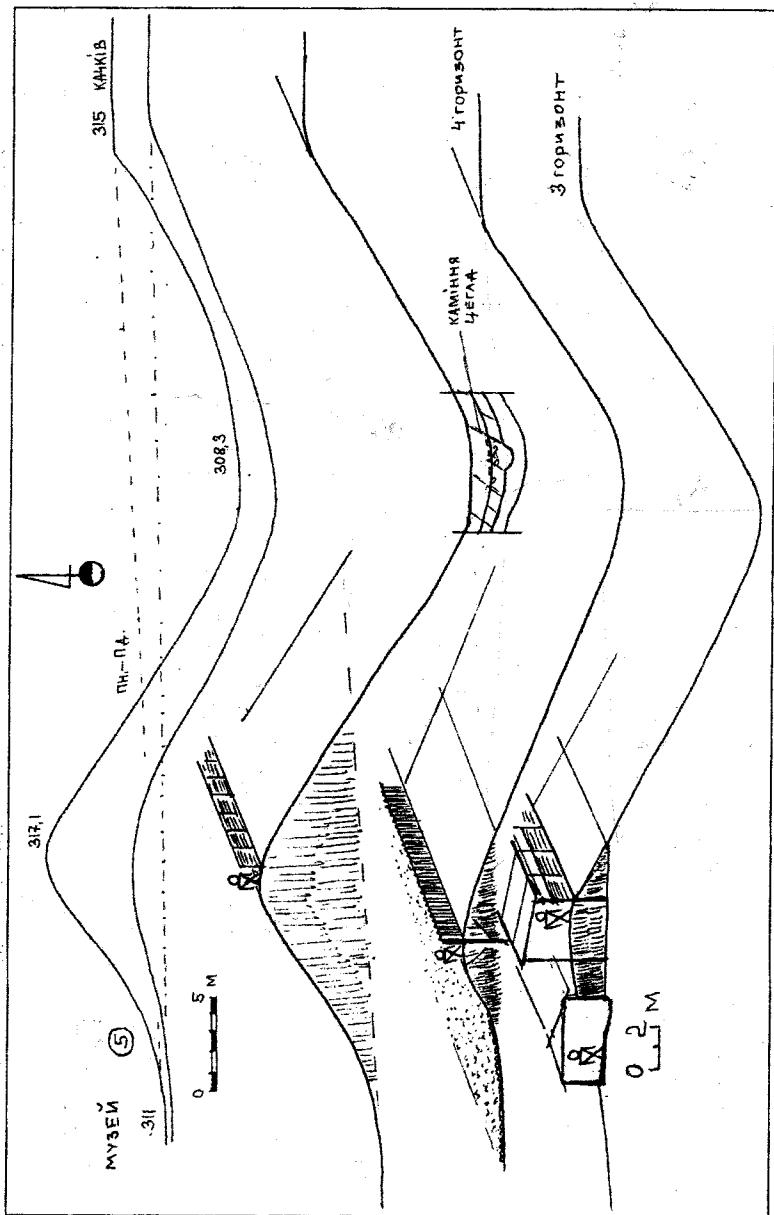 315 КАНКІВ
308,3
ПН.–ПД.
317,1
МУЗЕЙ
311
5
0 5 М
4 ГОРИЗОНТ
КАМІННЯ
ЦЕГЛА
3 ГОРИЗОНТ
0 2 М